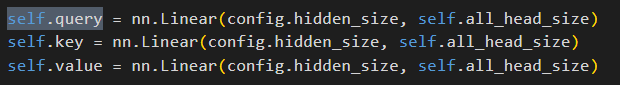 self.query = nn.Linear(config.hidden_size, self.all_head_size)
self.key = nn.Linear(config.hidden_size, self.all_head_size)
self.value = nn.Linear(config.hidden_size, self.all_head_size)